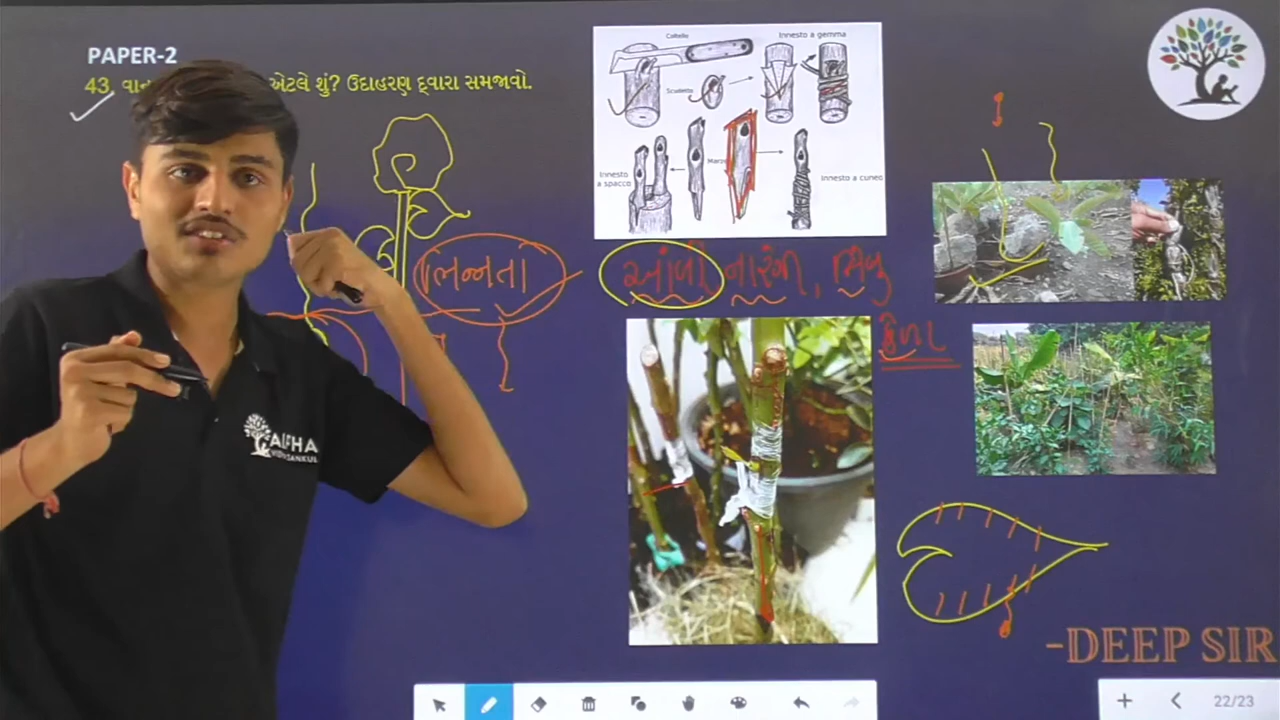 PAPER-2
43. એટલે શું? ઉદાહરણ દ્વારા સમજાવો.
Coltello
Innesto a gemma
Scudetto
Innesto a spacco
Innesto a cuneo
ભિન્નતા
નારંગી,
ALPHA
VIDHYASANKUL
-DEEP SIR
22/23